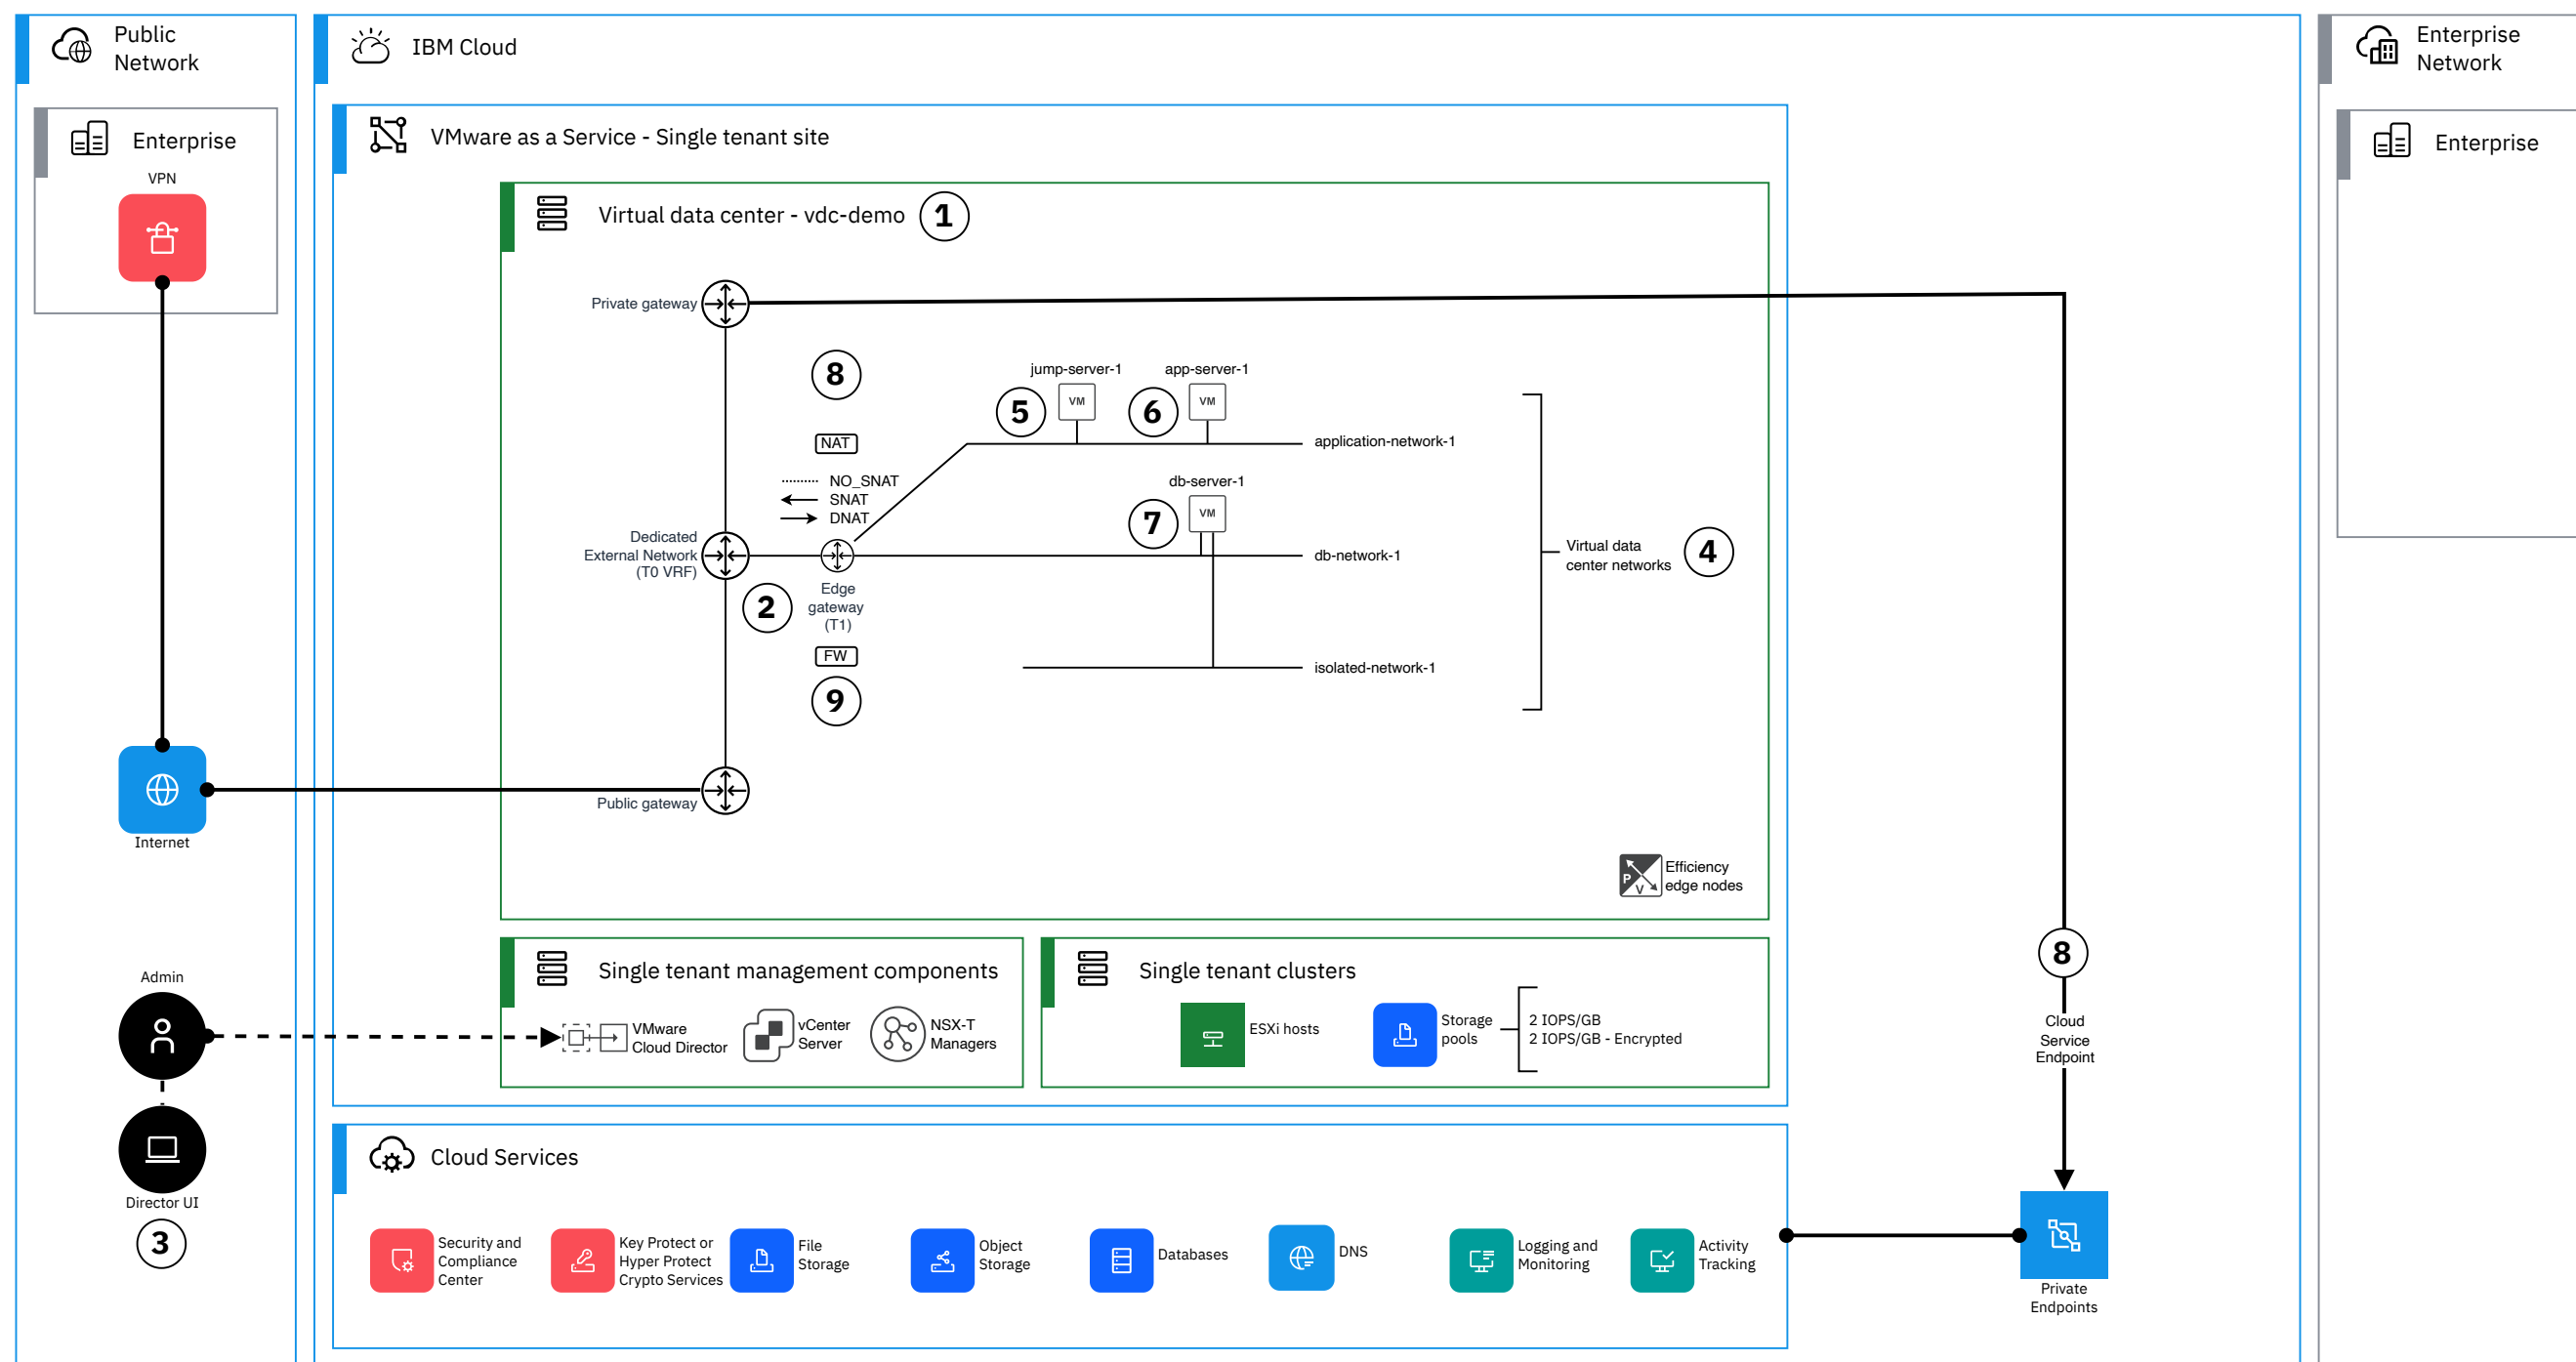 Public
Network
Enterprise
VPN
Internet
Admin
Director UI
3
IBM Cloud
VMware as a Service - Single tenant site
Virtual data center - vdc-demo
1
Private gateway
8
NAT
NO_SNAT
SNAT
DNAT
Dedicated
External Network
(T0 VRF)
2
Edge
gateway
(T1)
FW
9
Public gateway
jump-server-1
app-server-1
5
VM
6
VM
application-network-1
db-server-1
7
VM
db-network-1
isolated-network-1
Virtual data
center networks
4
P
V
Efficiency
edge nodes
Single tenant management components
VMware
Cloud Director
vCenter
Server
NSX-T
Managers
Single tenant clusters
ESXi hosts
Storage
pools
2 IOPS/GB
2 IOPS/GB - Encrypted
Cloud Services
Security and
Compliance
Center
Key Protect or
Hyper Protect
Crypto Services
File
Storage
Object
Storage
Databases
DNS
Logging and
Monitoring
Activity
Tracking
8
Cloud
Service
Endpoint
Private
Endpoints
Enterprise
Network
Enterprise